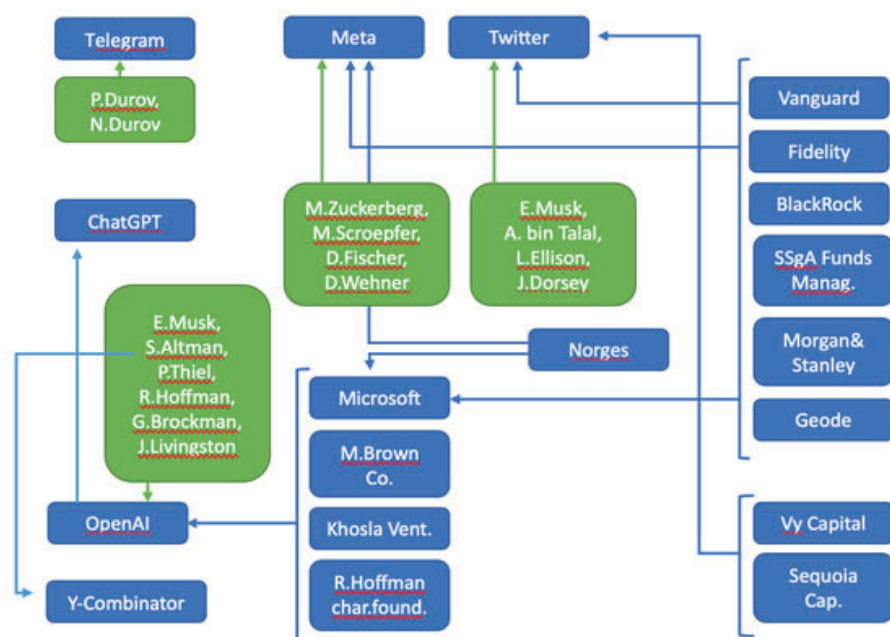 Telegram
Meta
Twitter
P.Durov,
N.Durov
Vanguard
Fidelity
BlackRock
SSgA Funds
Manag.
Morgan&
Stanley
Geode
ChatGPT
M.Zuckerberg,
M.Scroepfer,
D.Fischer,
D.Wehner
E.Musk,
A. bin Talal,
L.Ellison,
J.Dorsey
E.Musk,
S.Altman,
P.Thiel,
R.Hoffman,
G.Brockman,
J.Livingston
Norges
Microsoft
M.Brown
Co.
Khosla Vent.
R.Hoffman
char.found.
OpenAI
Y-Combinator
Vy Capital
Sequoia
Cap.